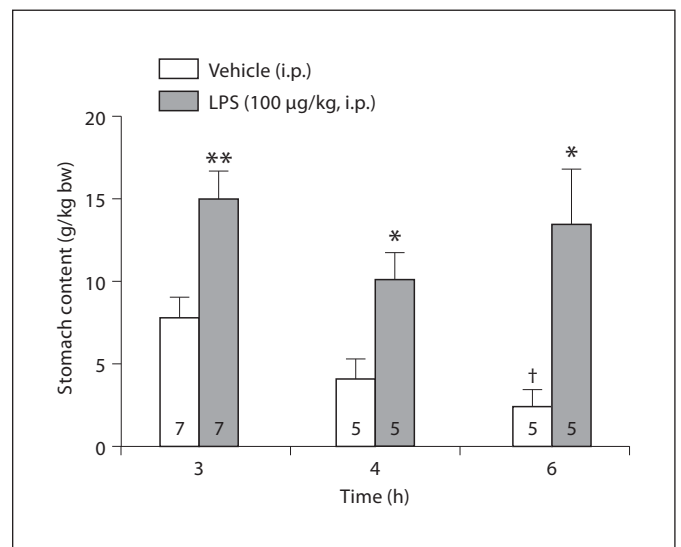 Vehicle (i.p.)
LPS (100 µg/kg, i.p.)
Stomach content (g/kg bw)
20
15
10
5
0
**
*
*
†
7 7 5 5 5 5
3 4 6
Time (h)